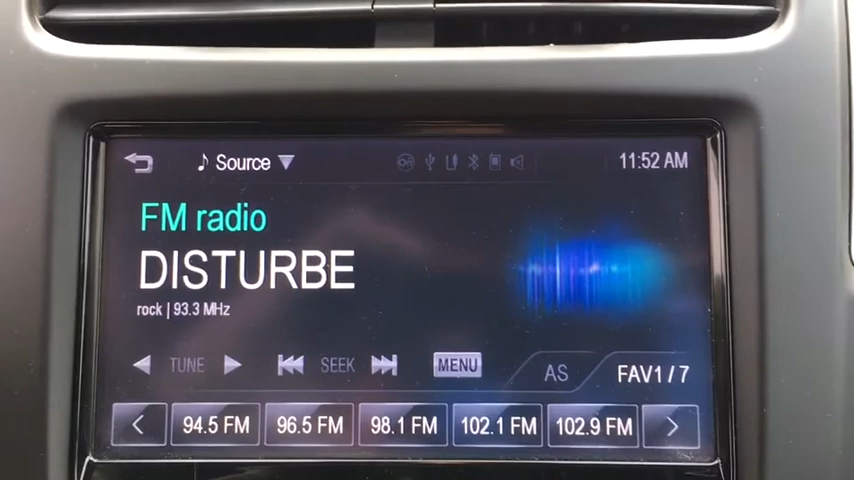 Source 11:52 AM
FM radio
DISTURBE
rock | 93.3 MHz
TUNE SEEK MENU AS FAV1 / 7
94.5 FM 96.5 FM 98.1 FM 102.1 FM 102.9 FM